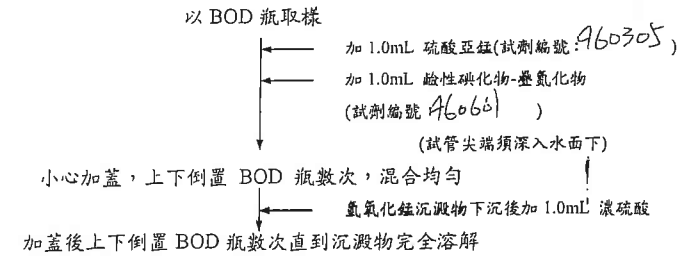 以 BOD 瓶取樣
加 1.0mL 硫酸亞錳(試劑編號:A60305 )
加 1.0mL 鹼性碘化物-疊氮化物
(試劑編號 A60601 )
(試管尖端須深入水面下)
小心加蓋,上下倒置 BOD 瓶數次,混合均勻
氫氧化錳沉澱物下沉後加 1.0mL 濃硫酸
加蓋後上下倒置 BOD 瓶數次直到沉澱物完全溶解